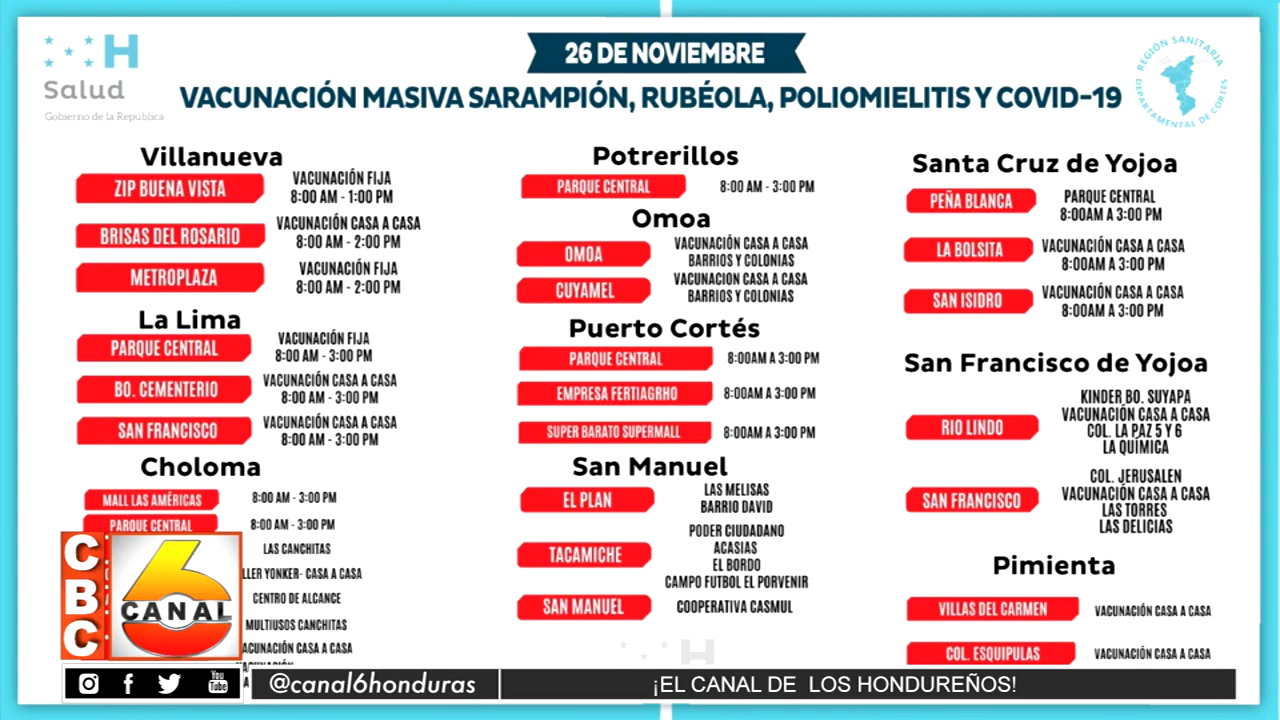 H
Salud
Gobierno de la República
26 DE NOVIEMBRE
VACUNACIÓN MASIVA SARAMPIÓN, RUBÉOLA, POLIOMIELITIS Y COVID-19
REGIÓN SANITARIA
DEPARTAMENTAL DE CORTÉS
Villanueva
ZIP BUENA VISTA
VACUNACIÓN FIJA
8:00 AM - 1:00 PM
BRISAS DEL ROSARIO
VACUNACIÓN CASA A CASA
8:00 AM - 2:00 PM
METROPLAZA
VACUNACIÓN FIJA
8:00 AM - 2:00 PM
La Lima
PARQUE CENTRAL
VACUNACIÓN FIJA
8:00 AM - 3:00 PM
BO. CEMENTERIO
VACUNACIÓN CASA A CASA
8:00 AM - 3:00 PM
SAN FRANCISCO
VACUNACIÓN CASA A CASA
8:00 AM - 3:00 PM
Choloma
MALL LAS AMÉRICAS
8:00 AM - 3:00 PM
PARQUE CENTRAL
8:00 AM - 3:00 PM
LAS CANCHITAS
LLER YONKER- CASA A CASA
CENTRO DE ALCANCE
MULTIUSOS CANCHITAS
VACUNACIÓN CASA A CASA
Potrerillos
PARQUE CENTRAL
8:00 AM - 3:00 PM
Omoa
OMOA
VACUNACIÓN CASA A CASA
BARRIOS Y COLONIAS
CUYAMEL
VACUNACION CASA A CASA
BARRIOS Y COLONIAS
Puerto Cortés
PARQUE CENTRAL
8:00AM A 3:00 PM
EMPRESA FERTIAGRHO
8:00AM A 3:00 PM
SUPER BARATO SUPERMALL
8:00AM A 3:00 PM
San Manuel
EL PLAN
LAS MELISAS
BARRIO DAVID
TACAMICHE
PODER CIUDADANO
ACASIAS
EL BORDO
CAMPO FUTBOL EL PORVENIR
SAN MANUEL
COOPERATIVA CASMUL
H
Santa Cruz de Yojoa
PEÑA BLANCA
PARQUE CENTRAL
8:00AM A 3:00 PM
LA BOLSITA
VACUNACIÓN CASA A CASA
8:00AM A 3:00 PM
SAN ISIDRO
VACUNACIÓN CASA A CASA
8:00AM A 3:00 PM
San Francisco de Yojoa
RIO LINDO
KINDER BO. SUYAPA
VACUNACIÓN CASA A CASA
COL. LA PAZ 5 Y 6
LA QUÍMICA
SAN FRANCISCO
COL. JERUSALEN
VACUNACIÓN CASA A CASA
LAS TORRES
LAS DELICIAS
Pimienta
VILLAS DEL CARMEN
VACUNACIÓN CASA A CASA
COL. ESQUIPULAS
VACUNACIÓN CASA A CASA
CBC
6
CANAL
You
Tube
@canal6honduras
¡EL CANAL DE LOS HONDUREÑOS!